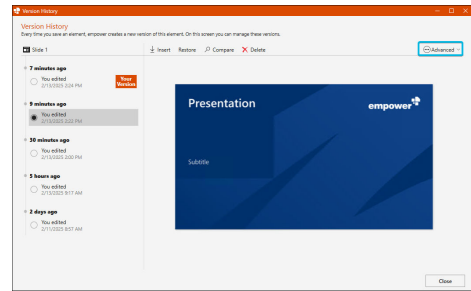 Version History
Version History
Every time you save an element, empower creates a new version of this element. On this screen you can manage these versions.
Slide 1
Insert Restore Compare Delete
Advanced
7 minutes ago
You edited
2/13/2025 2:24 PM
Your
Version
9 minutes ago
You edited
2/13/2025 2:22 PM
30 minutes ago
You edited
2/13/2025 2:00 PM
5 hours ago
You edited
2/13/2025 9:17 AM
2 days ago
You edited
2/11/2025 8:57 AM
Presentation
empower
Subtitle
Close